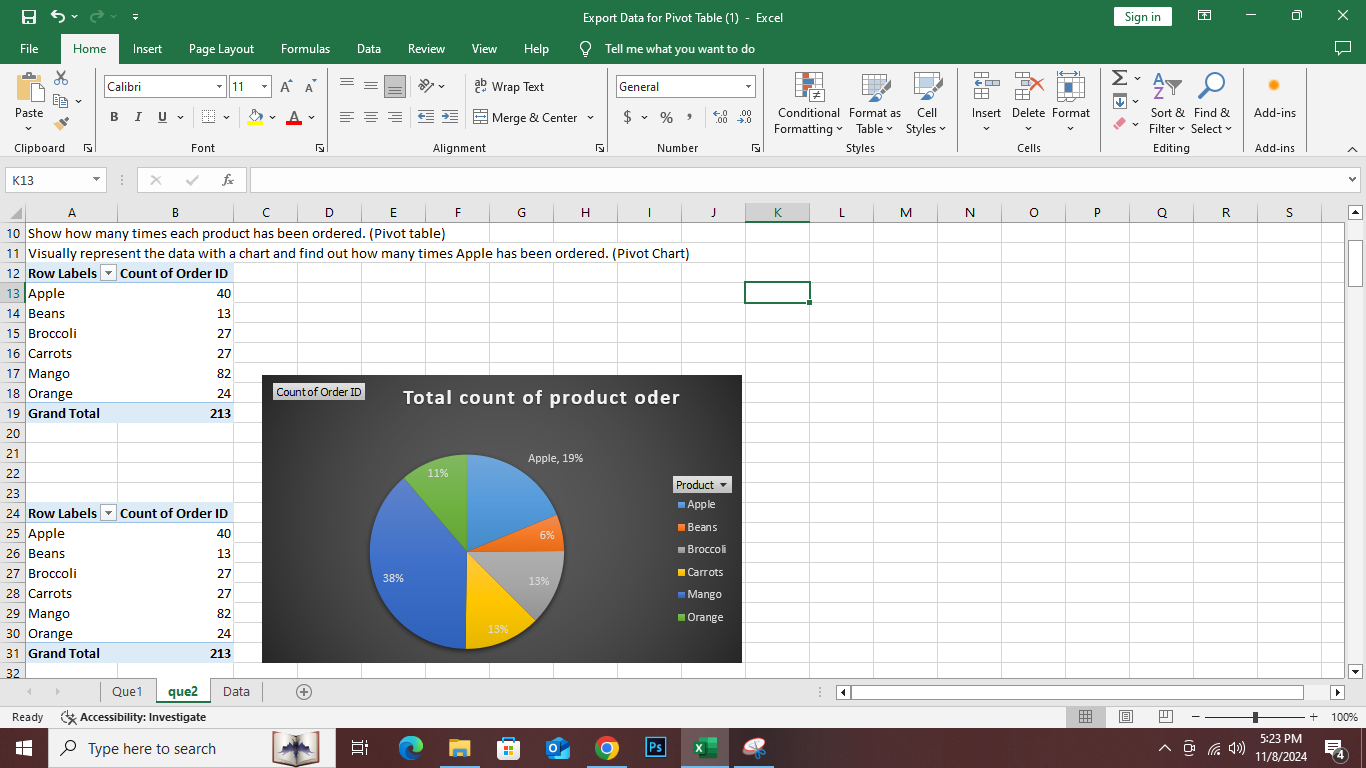 Export Data for Pivot Table (1) - Excel
Sign in
File Home Insert Page Layout Formulas Data Review View Help Tell me what you want to do
Paste
Clipboard
Calibri 11
B I U A
Font
ab Wrap Text
Merge & Center
Alignment
General
$ % ,
Number
Conditional Formatting
Format as Table
Cell Styles
Styles
Insert Delete Format
Cells
Sort & Filter
Find & Select
Editing
Add-ins
Add-ins
K13 fx
A B C D E F G H I J K L M N O P Q R S
10 Show how many times each product has been ordered. (Pivot table)
11 Visually represent the data with a chart and find out how many times Apple has been ordered. (Pivot Chart)
12 Row Labels Count of Order ID
13 Apple 40
14 Beans 13
15 Broccoli 27
16 Carrots 27
17 Mango 82
18 Orange 24
19 Grand Total 213
20
21
22
23
24 Row Labels Count of Order ID
25 Apple 40
26 Beans 13
27 Broccoli 27
28 Carrots 27
29 Mango 82
30 Orange 24
31 Grand Total 213
32
Count of Order ID
Total count of product oder
Apple, 19%
11%
6%
38%
13%
13%
Product
Apple
Beans
Broccoli
Carrots
Mango
Orange
Que1 que2 Data
Ready Accessibility: Investigate 100%
Type here to search
Ps
5:23 PM
11/8/2024
4